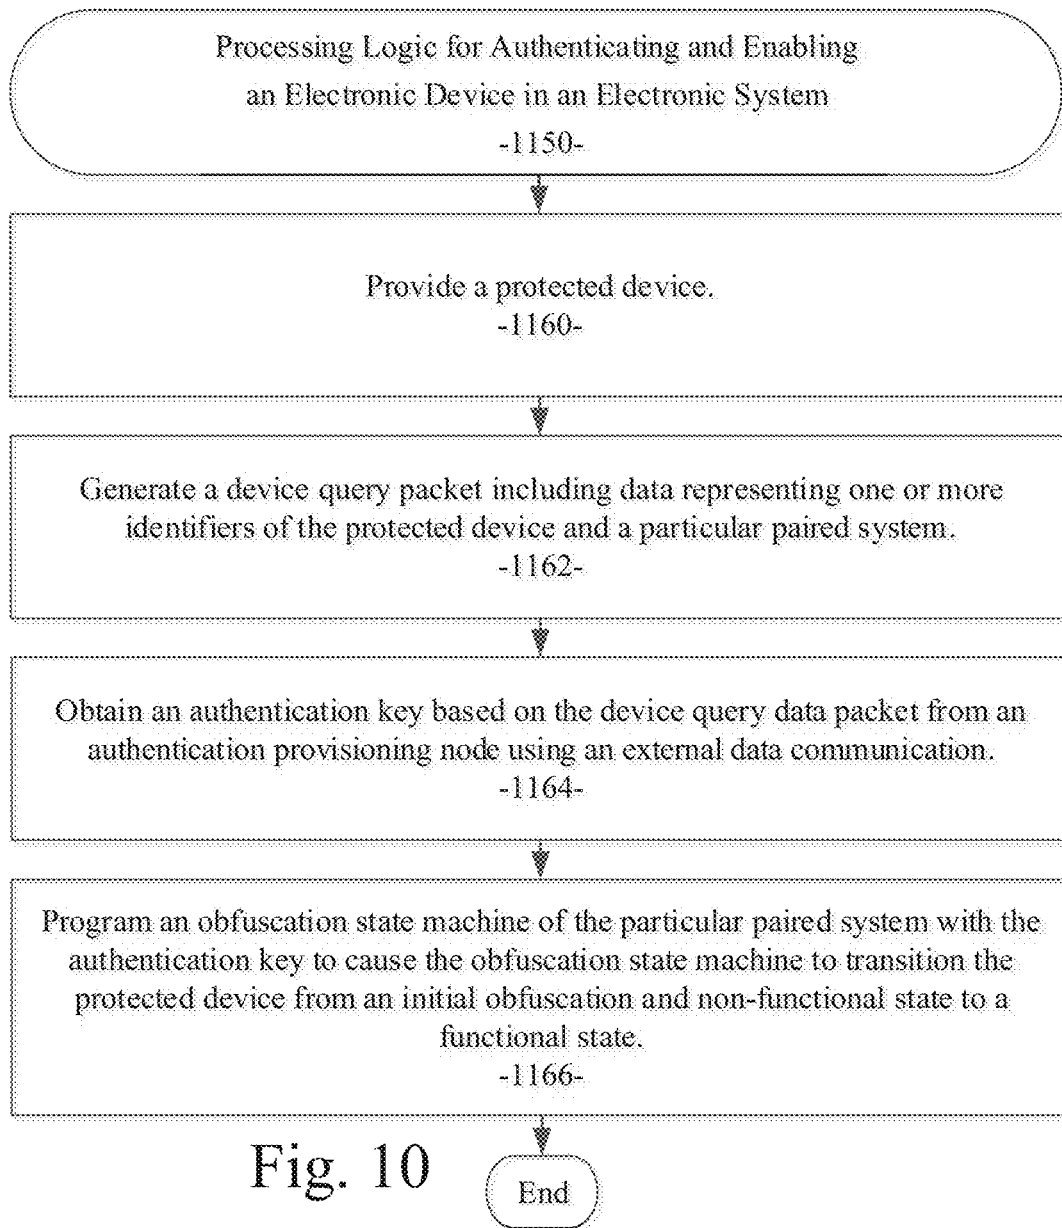 Processing Logic for Authenticating and Enabling
an Electronic Device in an Electronic System
-1150-
Provide a protected device.
-1160-
Generate a device query packet including data representing one or more
identifiers of the protected device and a particular paired system.
-1162-
Obtain an authentication key based on the device query data packet from an
authentication provisioning node using an external data communication.
-1164-
Program an obfuscation state machine of the particular paired system with the
authentication key to cause the obfuscation state machine to transition the
protected device from an initial obfuscation and non-functional state to a
functional state.
-1166-
Fig. 10
End